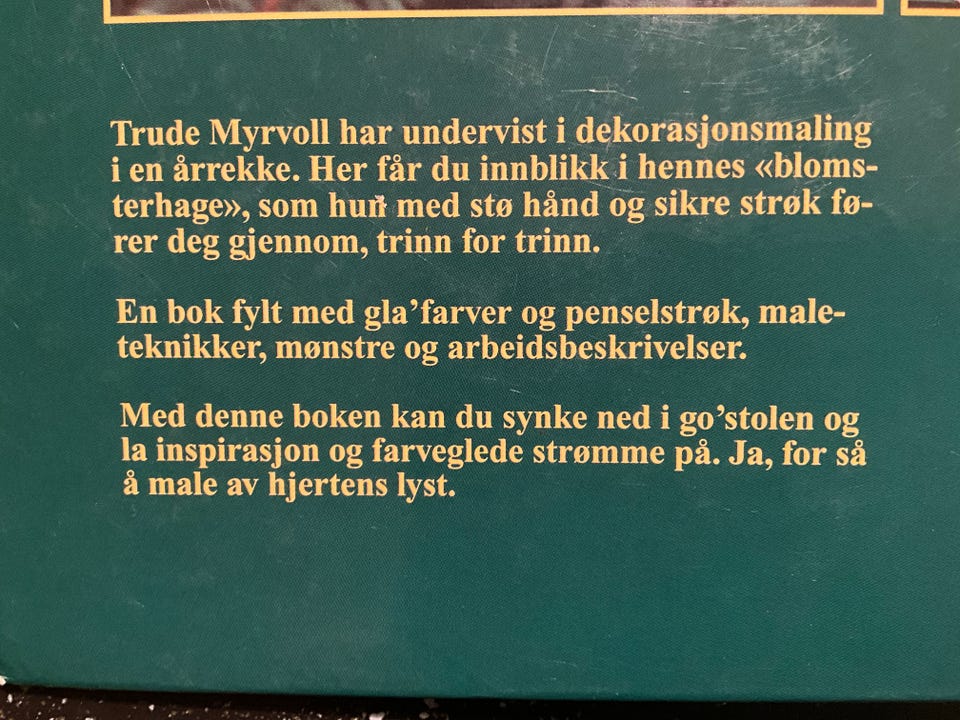 Trude Myrvoll har undervist i dekorasjonsmaling
i en årrekke. Her får du innblikk i hennes «bloms-
terhage», som hun med stø hånd og sikre strøk fø-
rer deg gjennom, trinn for trinn.
En bok fylt med gla’farver og penselstrøk, male-
teknikker, mønstre og arbeidsbeskrivelser.
Med denne boken kan du synke ned i go’stolen og
la inspirasjon og farveglede strømme på. Ja, for så
å male av hjertens lyst.